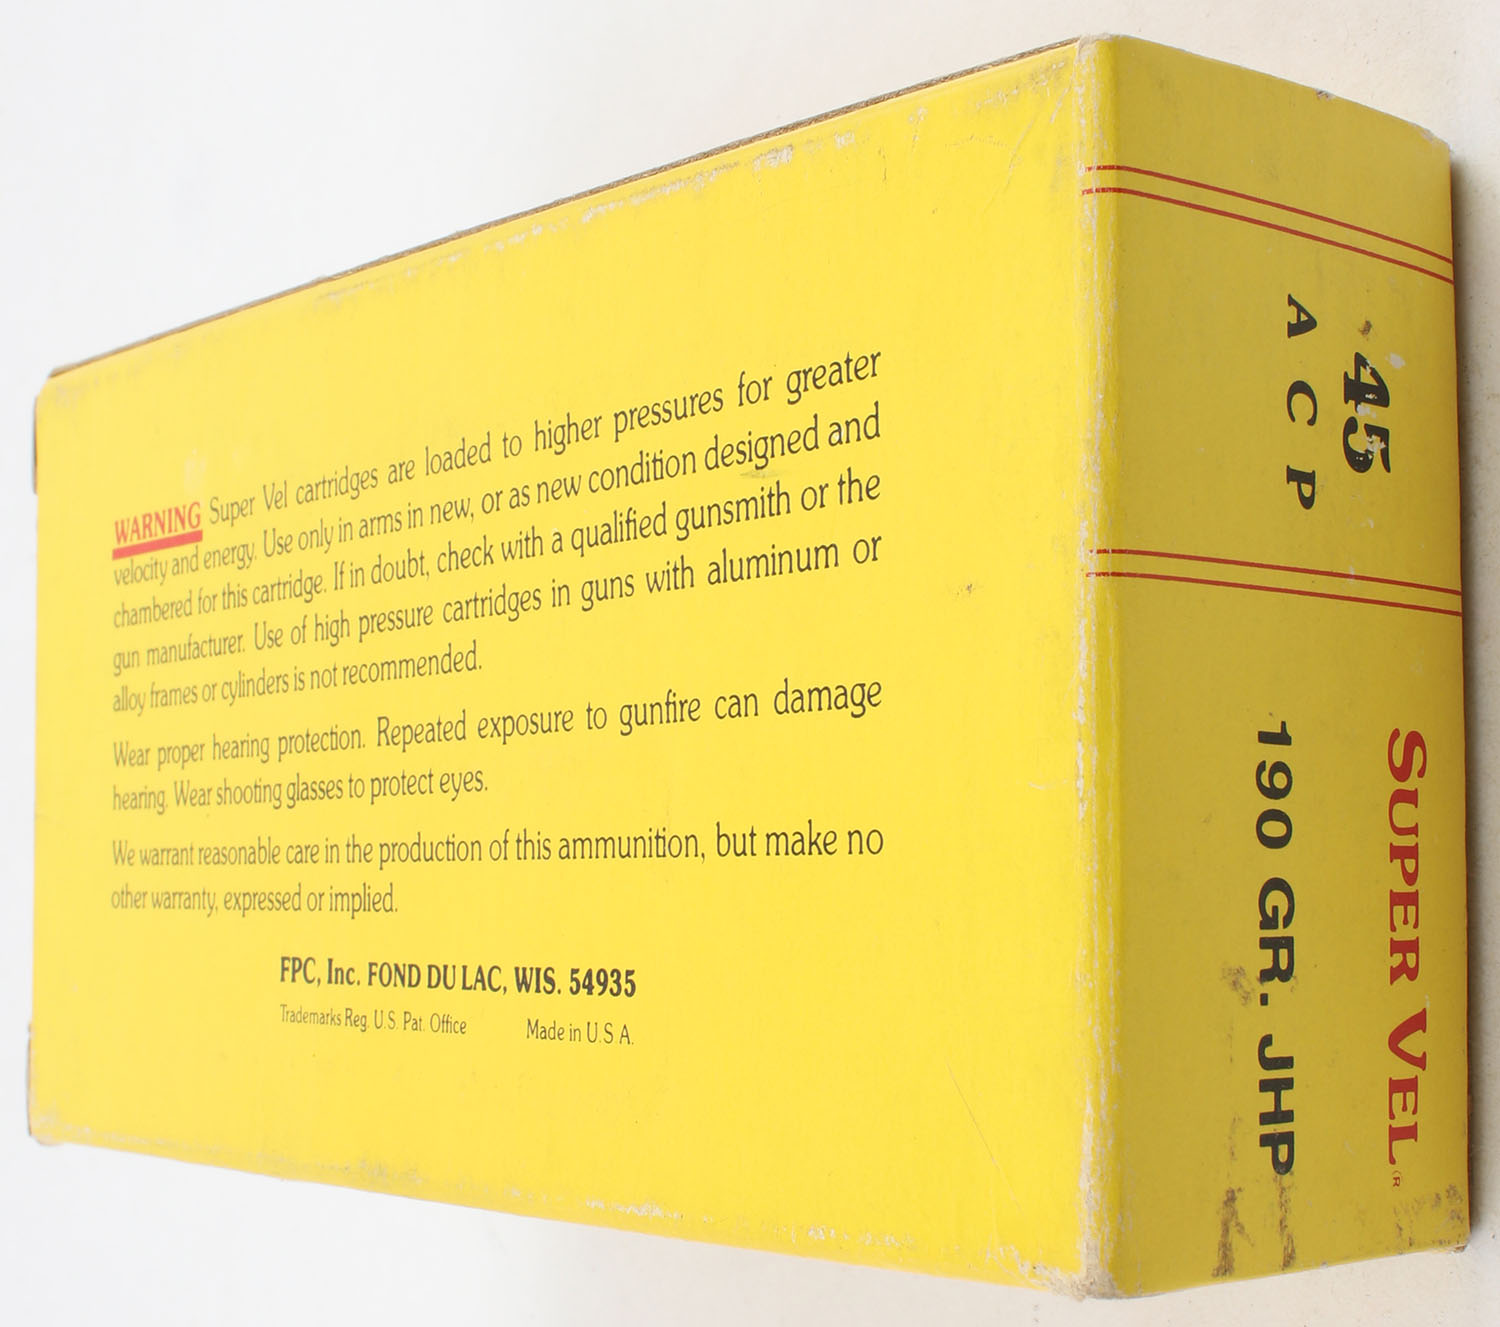 WARNING Super Vel cartridges are loaded to higher pressures for greater
velocity and energy. Use only in arms in new, or as new condition designed and
chambered for this cartridge. If in doubt, check with a qualified gunsmith or the
gun manufacturer. Use of high pressure cartridges in guns with aluminum or
alloy frames or cylinders is not recommended.
Wear proper hearing protection. Repeated exposure to gunfire can damage
hearing. Wear shooting glasses to protect eyes.
We warrant reasonable care in the production of this ammunition, but make no
other warranty, expressed or implied.
FPC, Inc. FOND DU LAC, WIS. 54935
Trademarks Reg. U.S. Pat. Office Made in U.S A.
.45
ACP
SUPER VEL®
190 GR. JHP